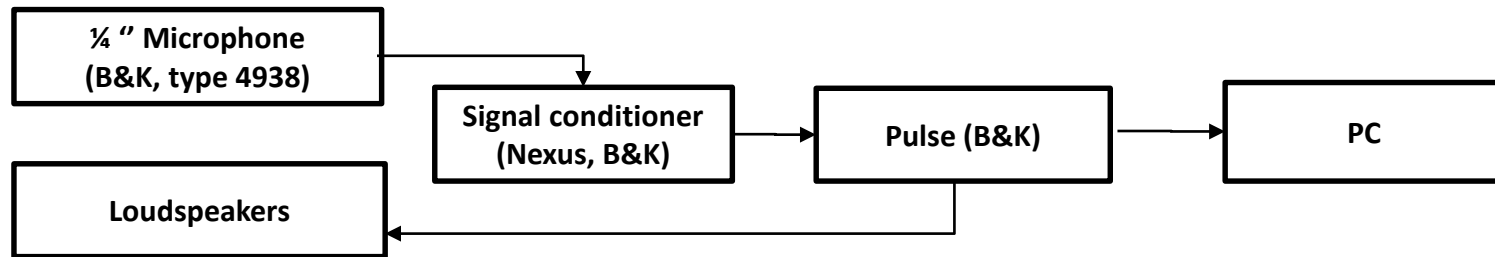 ¼ ‘’ Microphone
(B&K, type 4938)
Signal conditioner
(Nexus, B&K)
Pulse (B&K)
PC
Loudspeakers